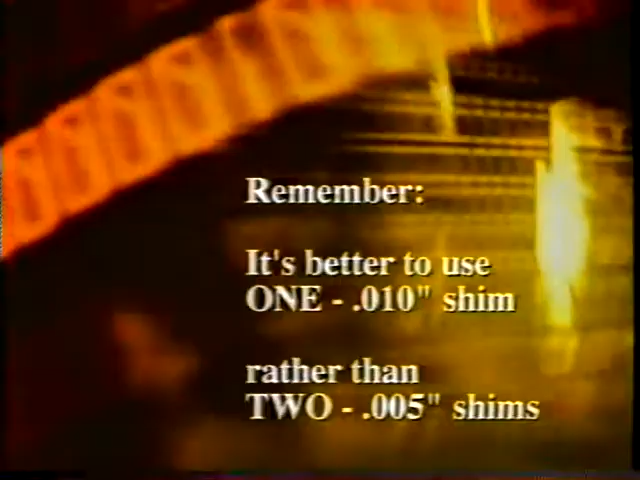 Remember:
It's better to use
ONE - .010" shim
rather than
TWO - .005" shims